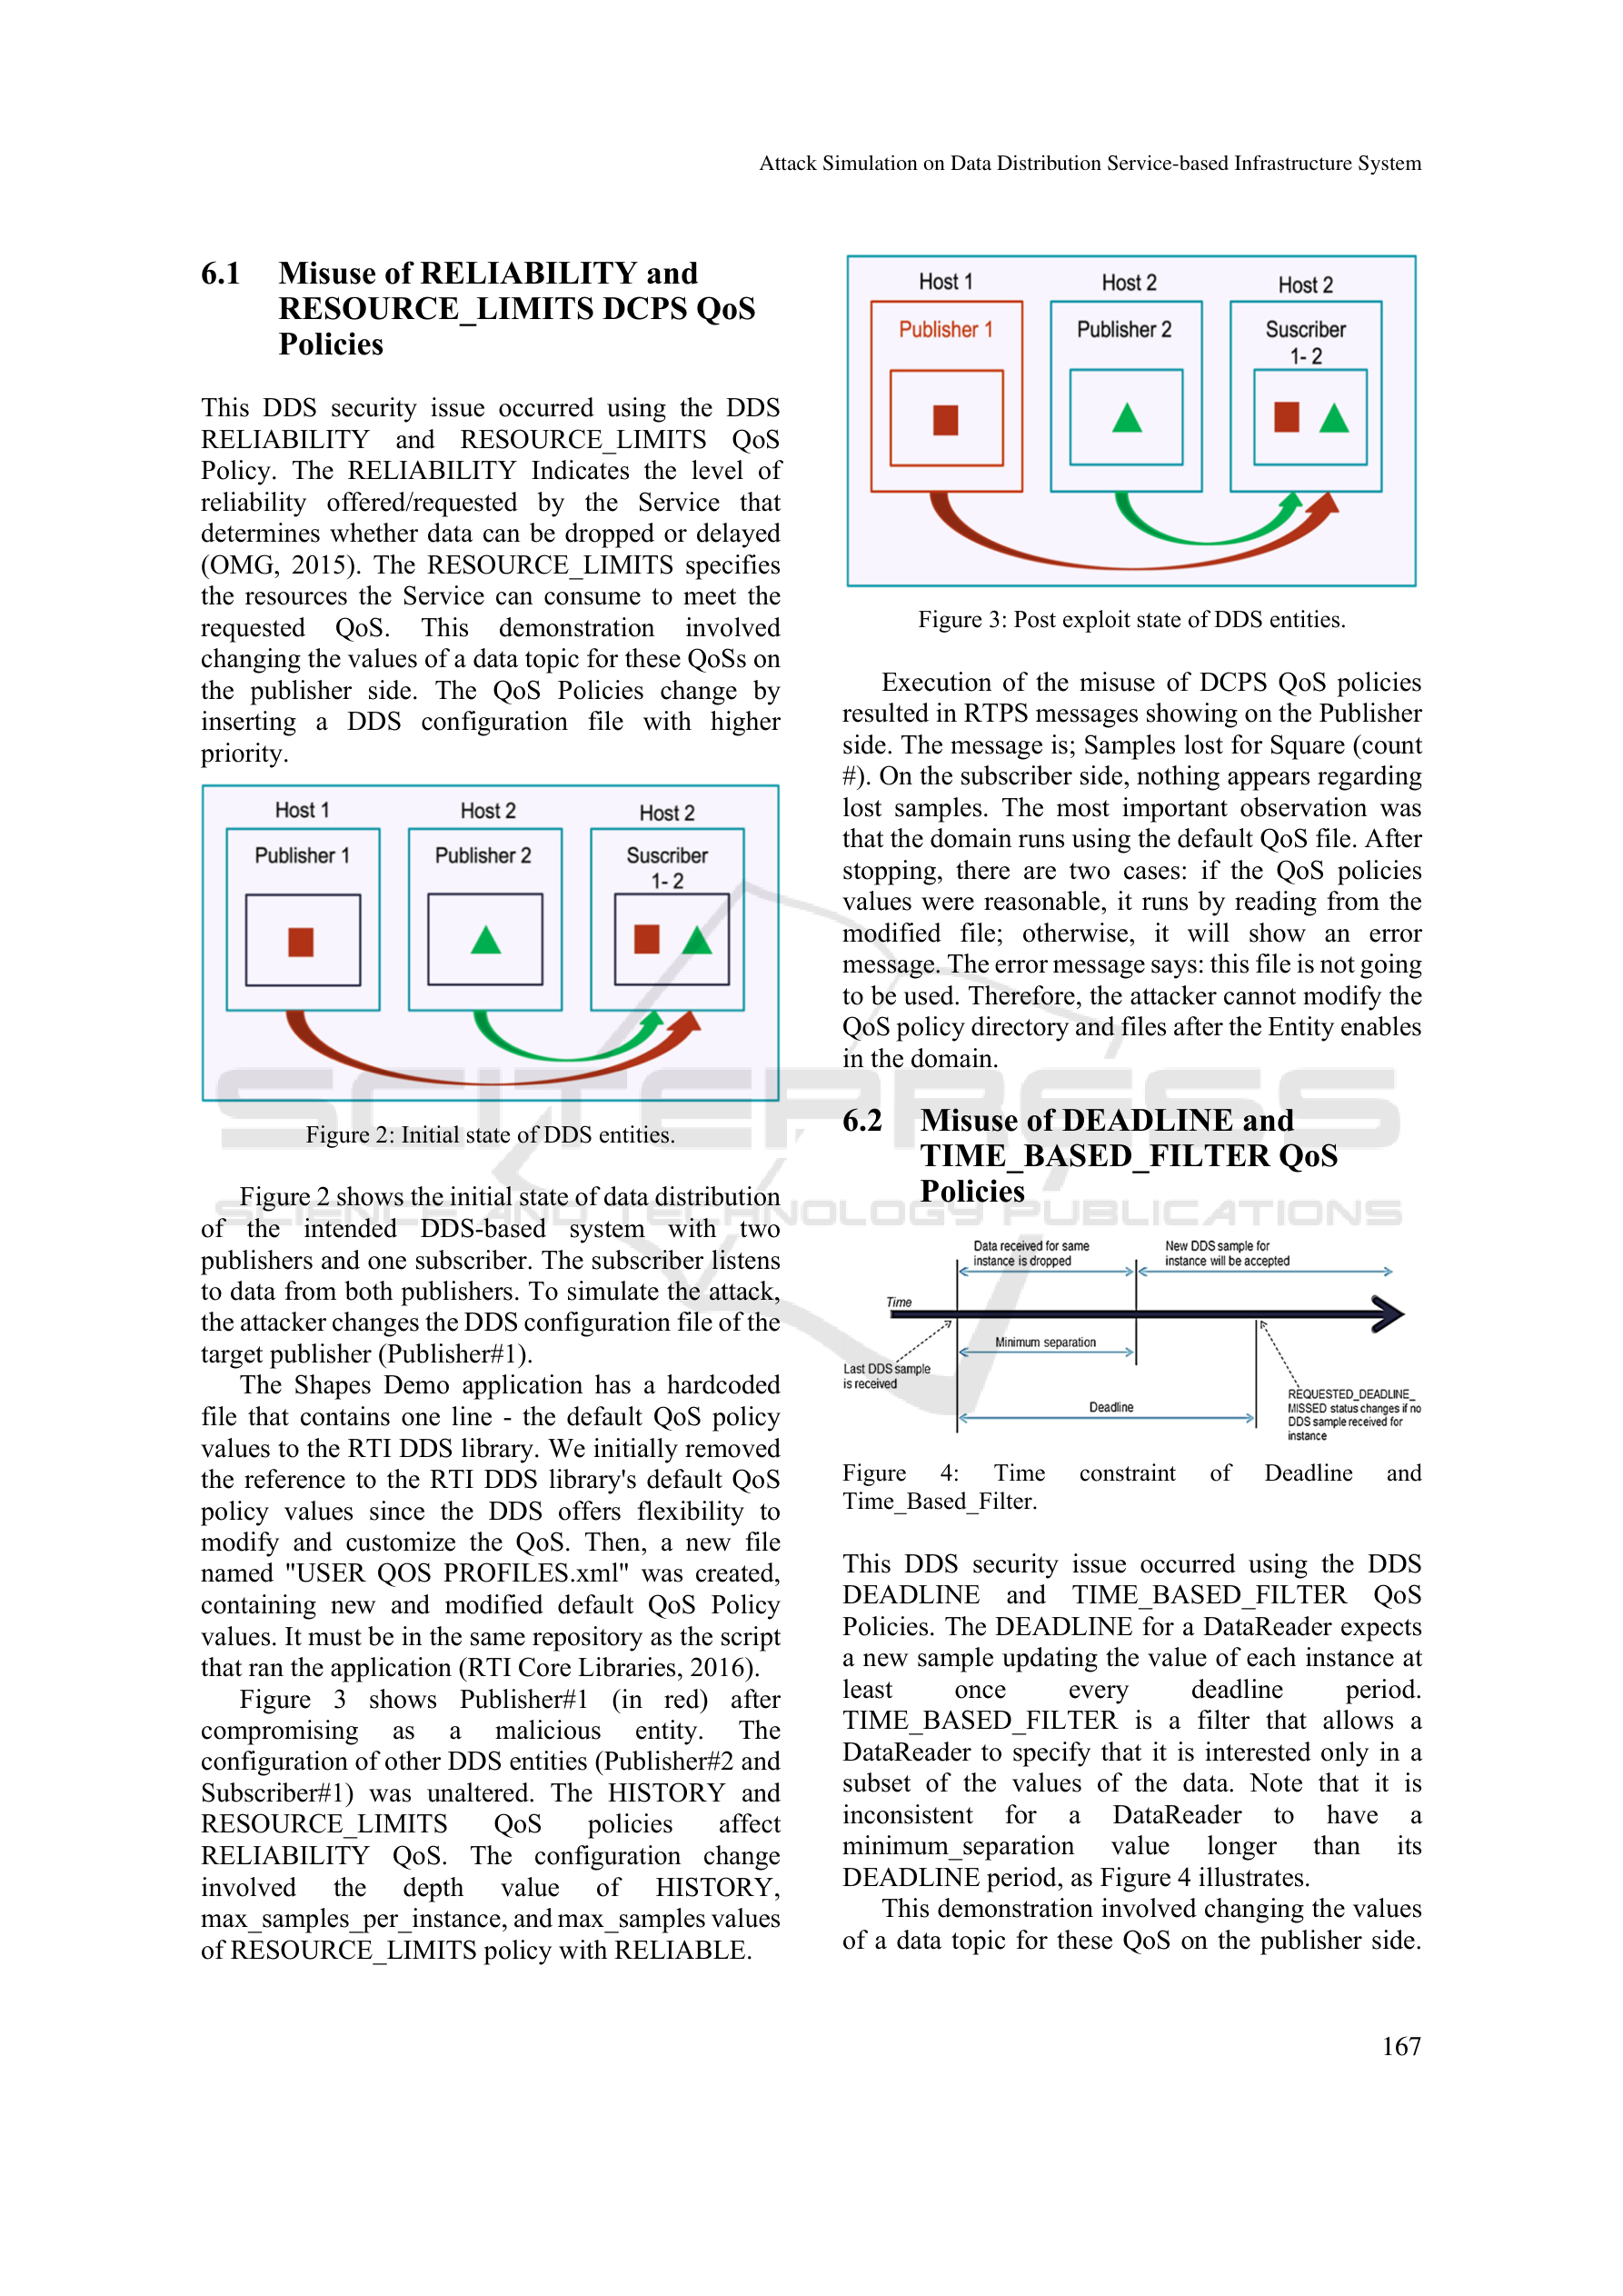 Attack Simulation on Data Distribution Service-based Infrastructure System
6.1 Misuse of RELIABILITY and
RESOURCE_LIMITS DCPS QoS
Policies
This DDS security issue occurred using the DDS
RELIABILITY and RESOURCE_LIMITS QoS
Policy. The RELIABILITY Indicates the level of
reliability offered/requested by the Service that
determines whether data can be dropped or delayed
(OMG, 2015). The RESOURCE_LIMITS specifies
the resources the Service can consume to meet the
requested QoS. This demonstration involved
changing the values of a data topic for these QoSs on
the publisher side. The QoS Policies change by
inserting a DDS configuration file with higher
priority.
Host 1 Host 2 Host 2
Publisher 1 Publisher 2 Suscriber
1- 2
Figure 2: Initial state of DDS entities.
Figure 2 shows the initial state of data distribution
of the intended DDS-based system with two
publishers and one subscriber. The subscriber listens
to data from both publishers. To simulate the attack,
the attacker changes the DDS configuration file of the
target publisher (Publisher#1).
The Shapes Demo application has a hardcoded
file that contains one line - the default QoS policy
values to the RTI DDS library. We initially removed
the reference to the RTI DDS library's default QoS
policy values since the DDS offers flexibility to
modify and customize the QoS. Then, a new file
named "USER QOS PROFILES.xml" was created,
containing new and modified default QoS Policy
values. It must be in the same repository as the script
that ran the application (RTI Core Libraries, 2016).
Figure 3 shows Publisher#1 (in red) after
compromising as a malicious entity. The
configuration of other DDS entities (Publisher#2 and
Subscriber#1) was unaltered. The HISTORY and
RESOURCE_LIMITS QoS policies affect
RELIABILITY QoS. The configuration change
involved the depth value of HISTORY,
max_samples_per_instance, and max_samples values
of RESOURCE_LIMITS policy with RELIABLE.
Host 1 Host 2 Host 2
Publisher 1 Publisher 2 Suscriber
1- 2
Figure 3: Post exploit state of DDS entities.
Execution of the misuse of DCPS QoS policies
resulted in RTPS messages showing on the Publisher
side. The message is; Samples lost for Square (count
#). On the subscriber side, nothing appears regarding
lost samples. The most important observation was
that the domain runs using the default QoS file. After
stopping, there are two cases: if the QoS policies
values were reasonable, it runs by reading from the
modified file; otherwise, it will show an error
message. The error message says: this file is not going
to be used. Therefore, the attacker cannot modify the
QoS policy directory and files after the Entity enables
in the domain.
6.2 Misuse of DEADLINE and
TIME_BASED_FILTER QoS
Policies
Data received for same
instance is dropped
New DDS sample for
instance will be accepted
Time
Minimum separation
Last DDS sample
is received
Deadline
REQUESTED_DEADLINE_
MISSED status changes if no
DDS sample received for
instance
Figure 4: Time constraint of Deadline and
Time_Based_Filter.
This DDS security issue occurred using the DDS
DEADLINE and TIME_BASED_FILTER QoS
Policies. The DEADLINE for a DataReader expects
a new sample updating the value of each instance at
least once every deadline period.
TIME_BASED_FILTER is a filter that allows a
DataReader to specify that it is interested only in a
subset of the values of the data. Note that it is
inconsistent for a DataReader to have a
minimum_separation value longer than its
DEADLINE period, as Figure 4 illustrates.
This demonstration involved changing the values
of a data topic for these QoS on the publisher side.
SCITEPRESS
SCIENCE AND TECHNOLOGY PUBLICATIONS
167